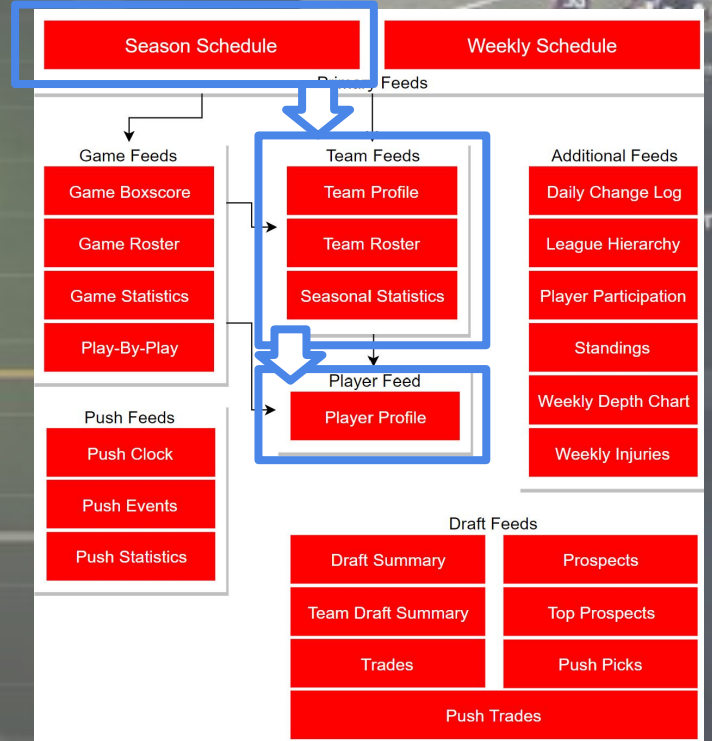 Season Schedule
Weekly Schedule
Primary Feeds
Game Feeds
Team Feeds
Additional Feeds
Game Boxscore
Team Profile
Daily Change Log
Game Roster
Team Roster
League Hierarchy
Game Statistics
Seasonal Statistics
Player Participation
Play-By-Play
Standings
Player Feed
Player Profile
Weekly Depth Chart
Push Feeds
Push Clock
Weekly Injuries
Push Events
Push Statistics
Draft Feeds
Draft Summary
Prospects
Team Draft Summary
Top Prospects
Trades
Push Picks
Push Trades